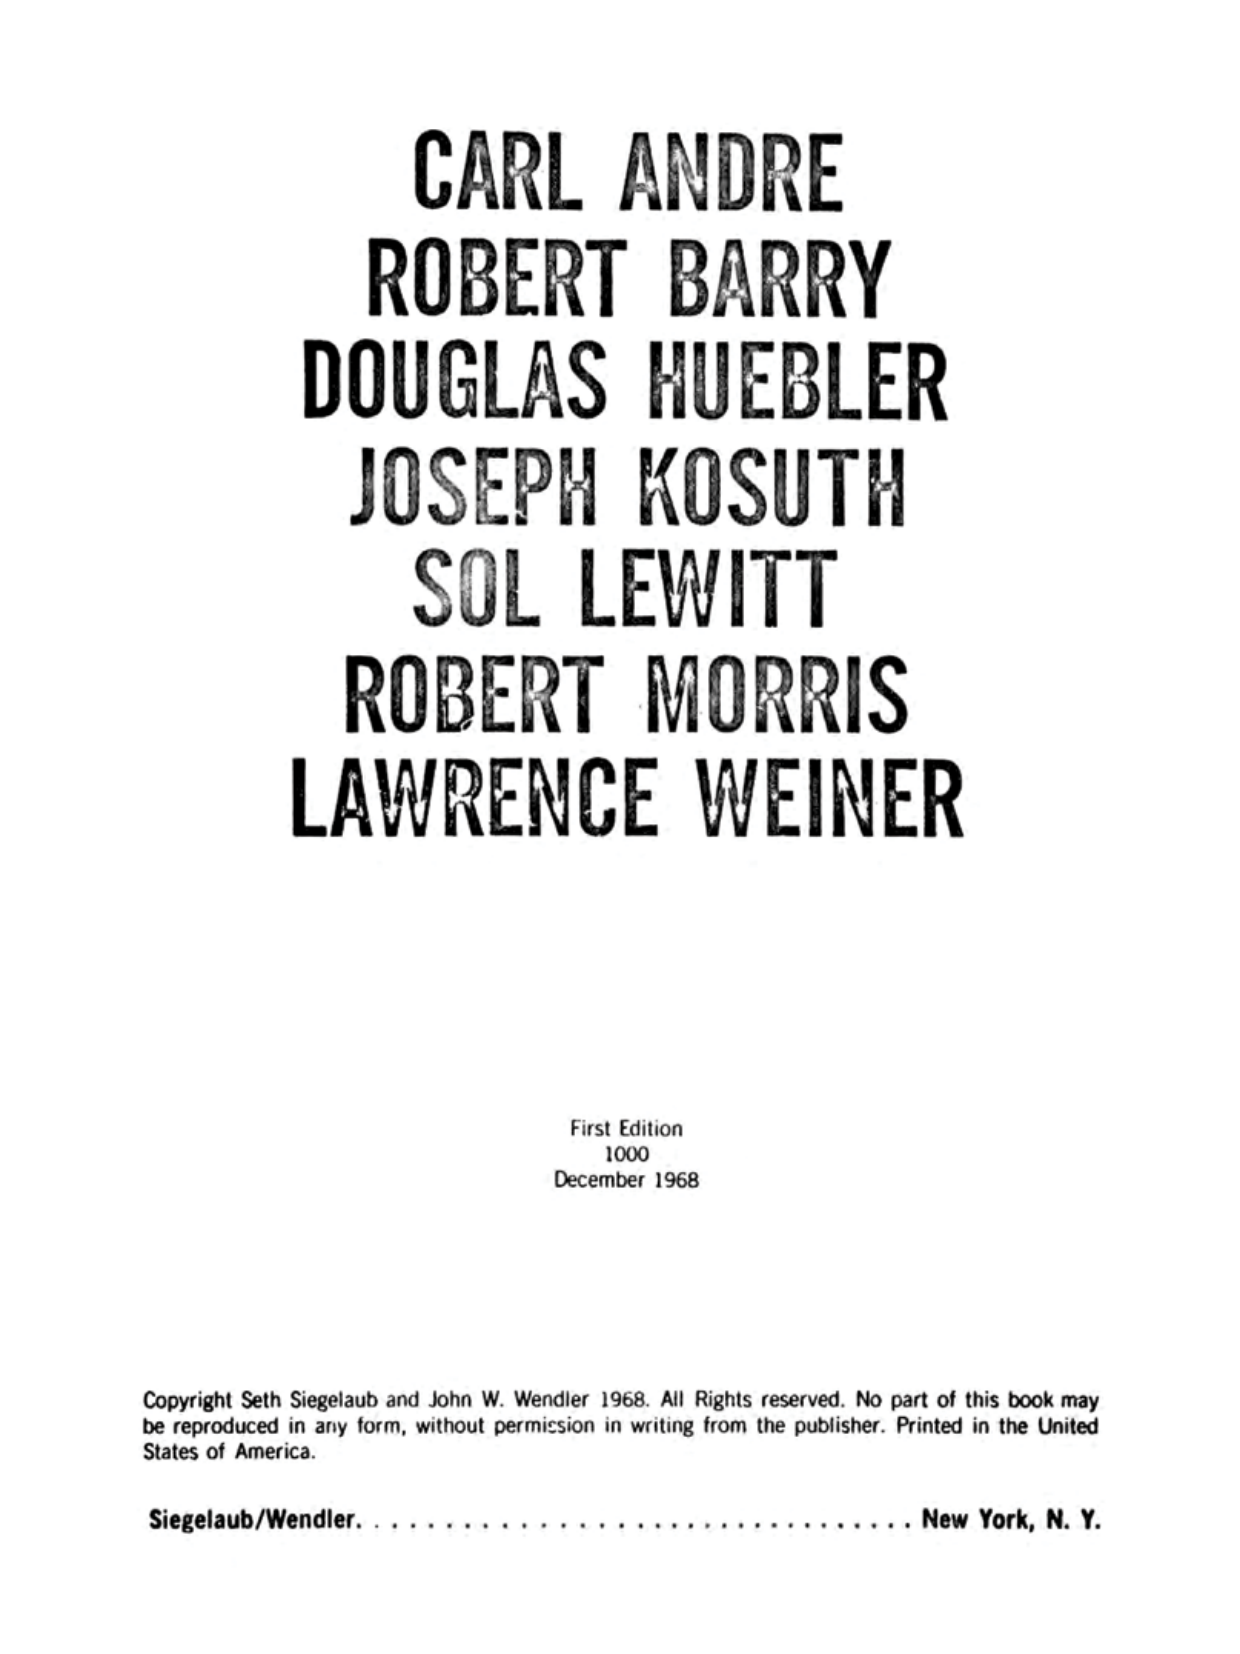 CARL ANDRE
ROBERT BARRY
DOUGLAS HUEBLER
JOSEPH KOSUTH
SOL LEWITT
ROBERT MORRIS
LAWRENCE WEINER
First Edition
1000
December 1968
Copyright Seth Siegelaub and John W. Wendler 1968. All Rights reserved. No part of this book may
be reproduced in any form, without permission in writing from the publisher. Printed in the United
States of America.
Siegelaub/Wendler. . . . . . . . . . . . . . . . . . . . . . . . . . . . . . . New York, N. Y.